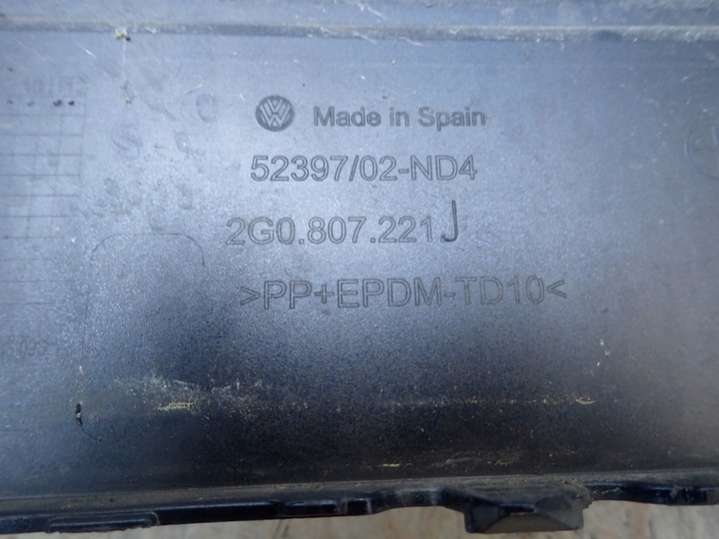 Made in Spain
52397/02-ND4
2G0.807.221J
>PP+EPDM-TD10<